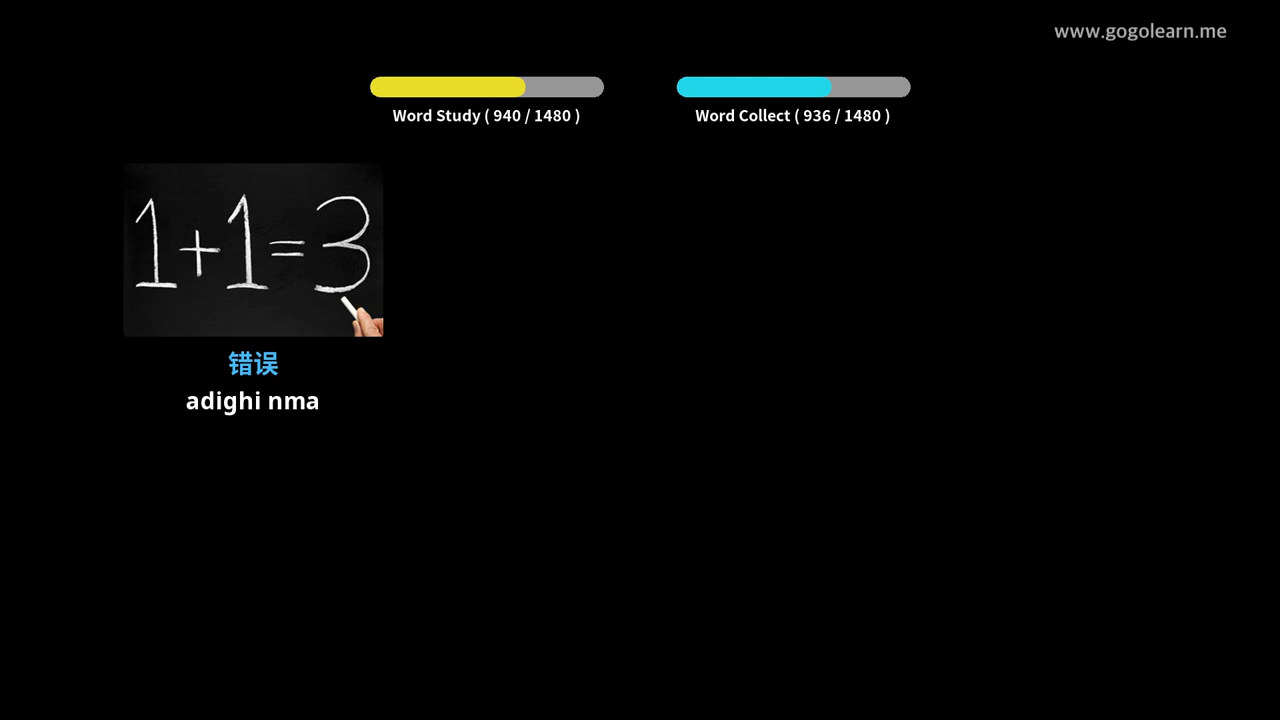 www.gogolearn.me
Word Study ( 940 / 1480 )
Word Collect ( 936 / 1480 )
1+1=3
错误
adighi nma